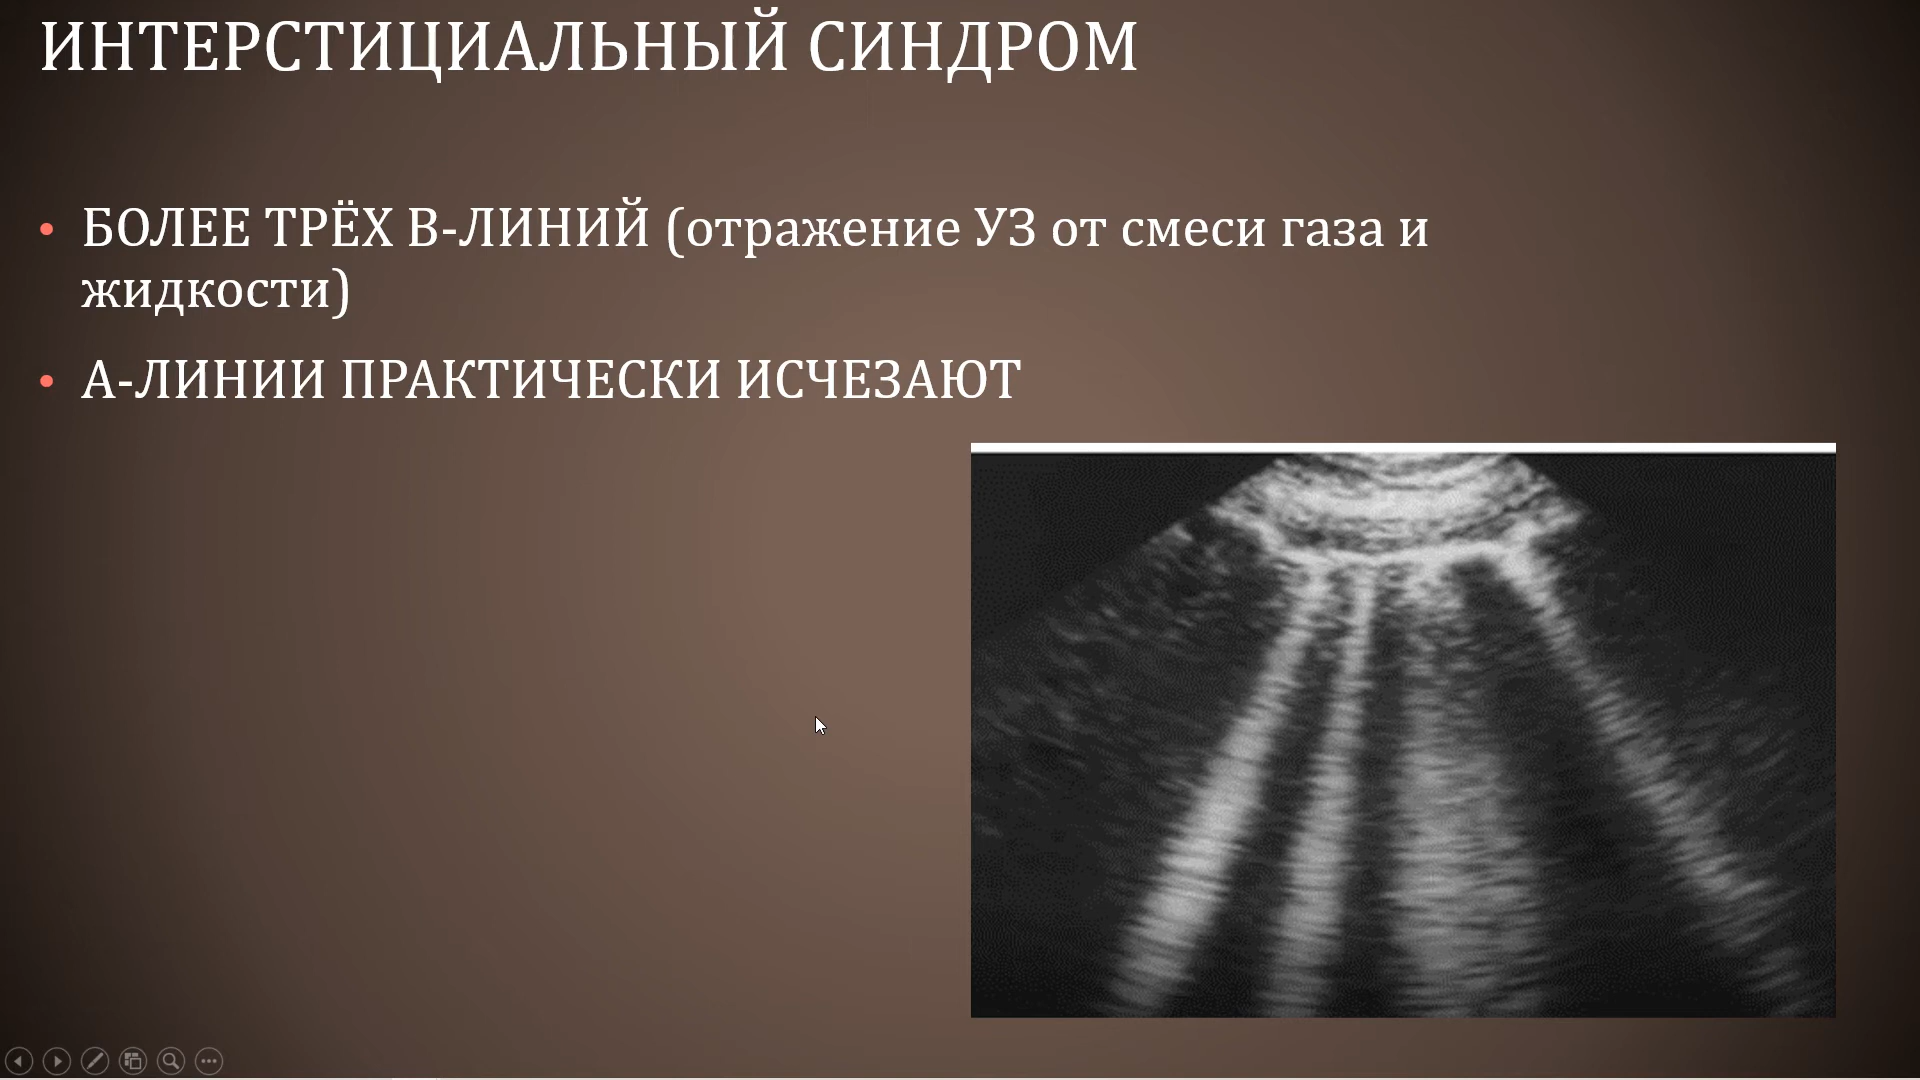 ИНТЕРСТИЦИАЛЬНЫЙ СИНДРОМ
• БОЛЕЕ ТРЁХ В-ЛИНИЙ (отражение УЗ от смеси газа и
жидкости)
• А-ЛИНИИ ПРАКТИЧЕСКИ ИСЧЕЗАЮТ